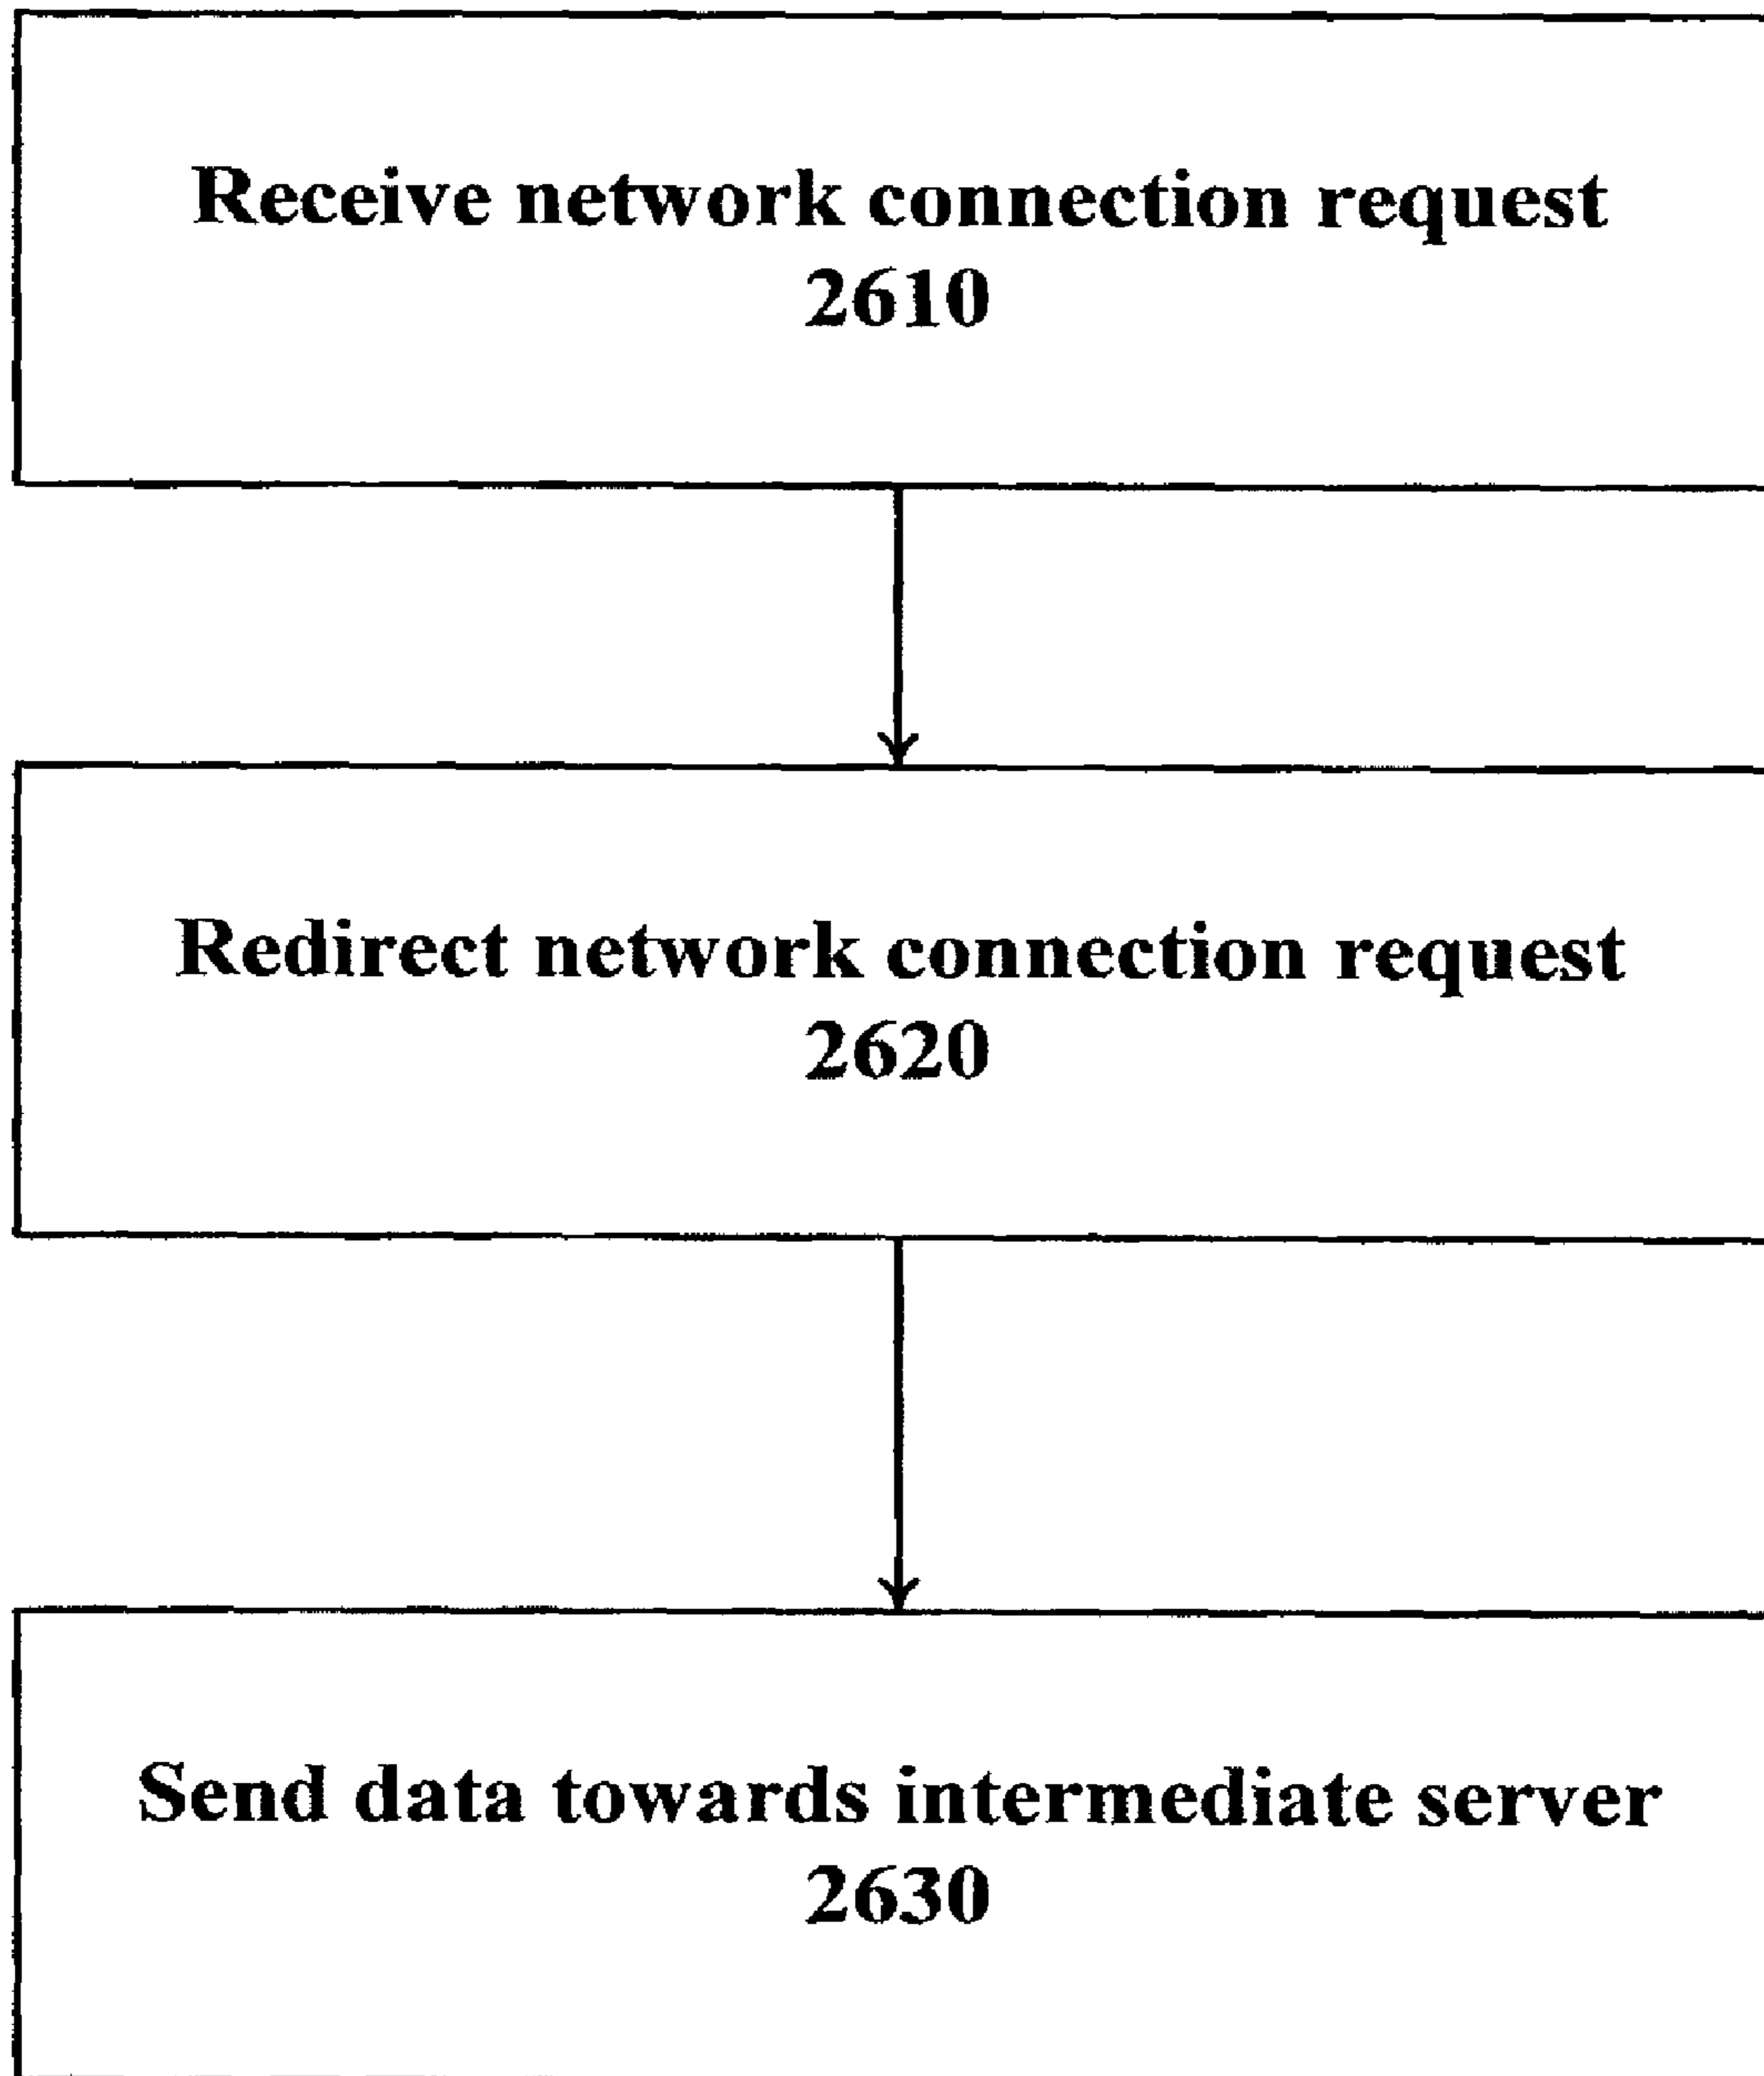 Receive network connection request
2610
Redirect network connection request
2620
Send data towards intermediate server
2630